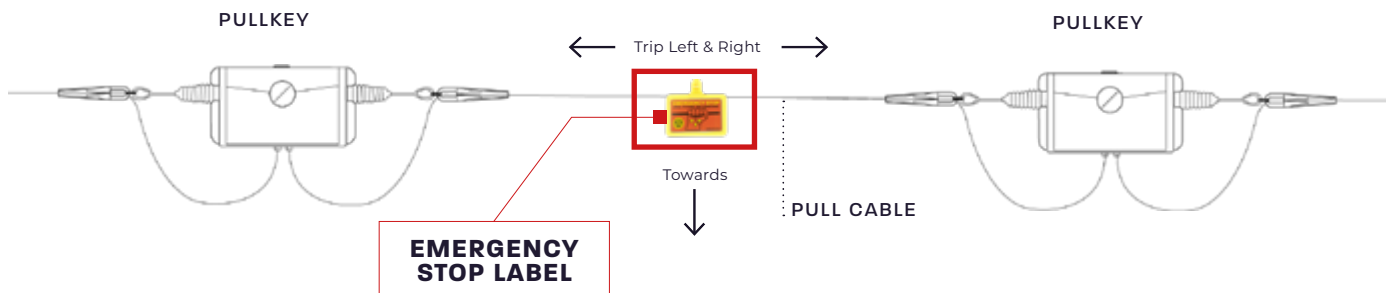 PULLKEY
PULLKEY
Trip Left & Right
Towards
PULL CABLE
EMERGENCY
STOP LABEL